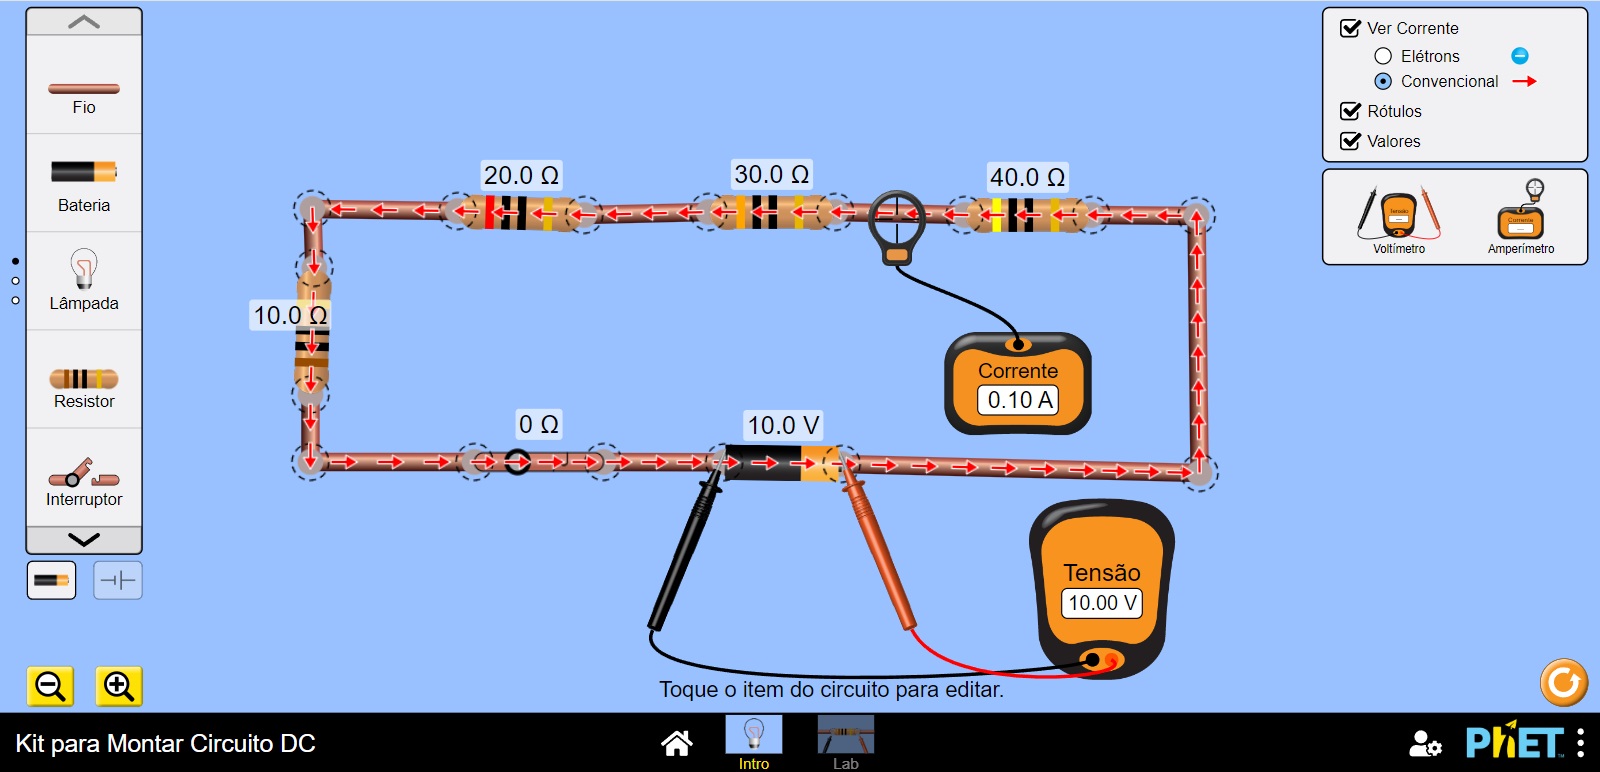 Fio
Bateria
Lâmpada
Resistor
Interruptor
20.0 Ω
30.0 Ω
40.0 Ω
10.0 Ω
0 Ω
10.0 V
Corrente
0.10 A
Tensão
10.00 V
Ver Corrente
Elétrons
Convencional
Rótulos
Valores
Tensão
Voltímetro
Corrente
Amperímetro
Toque o item do circuito para editar.
Kit para Montar Circuito DC
Intro
Lab
PhET